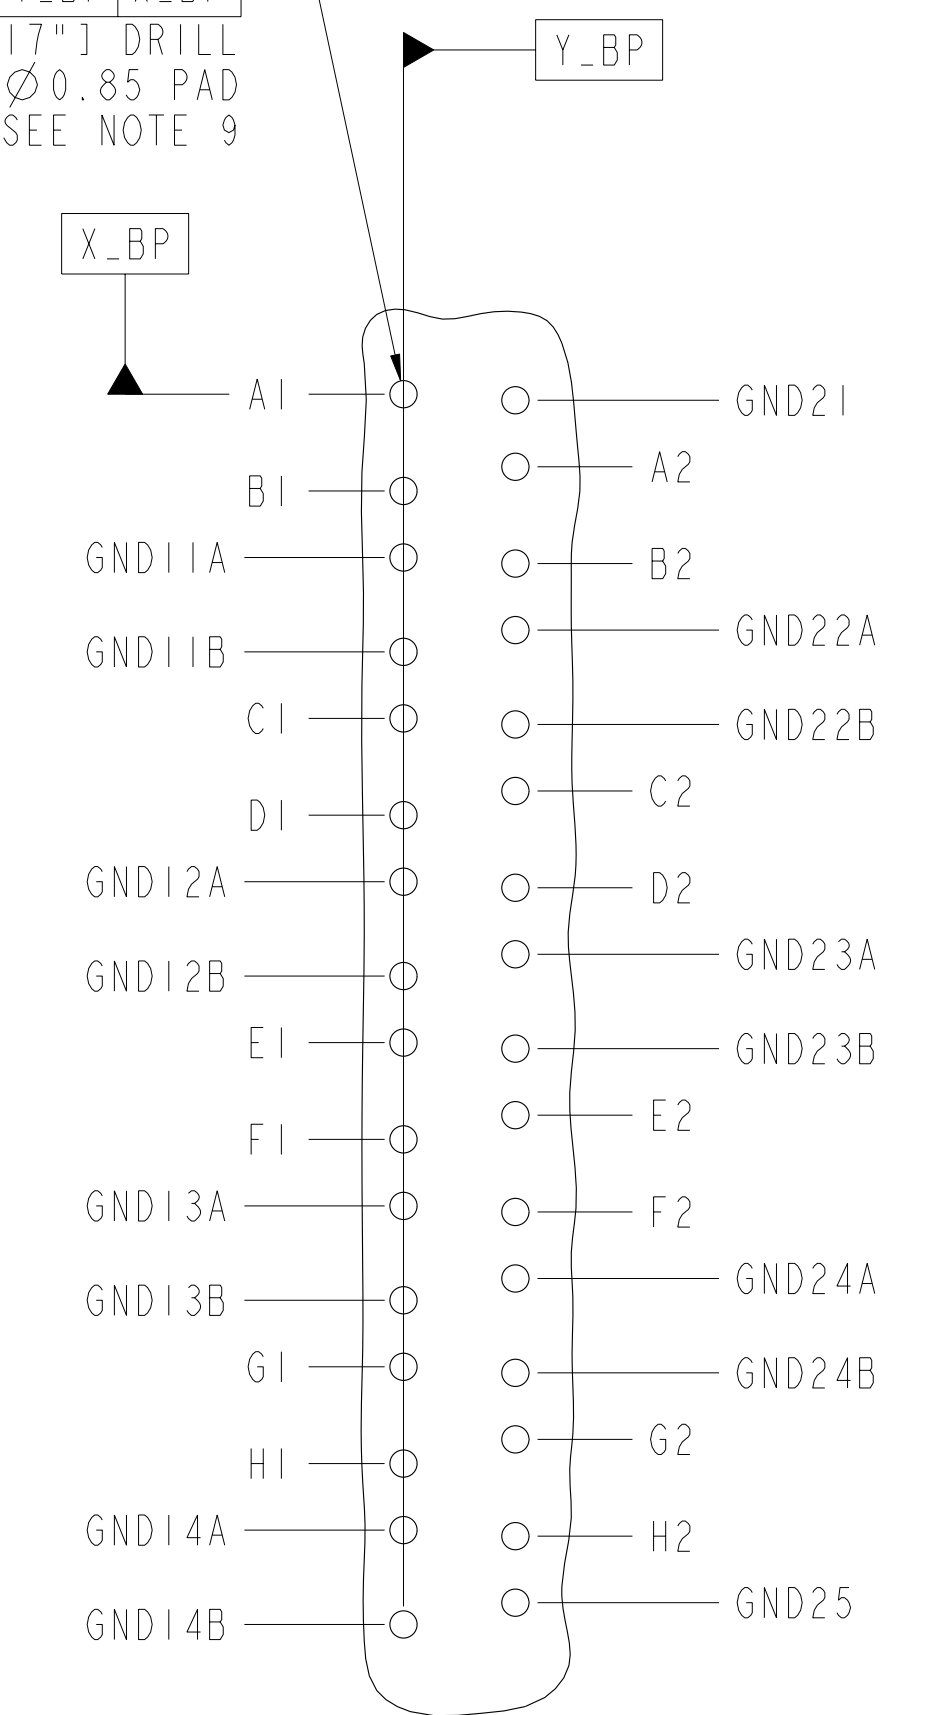 17"] DRILL
Ø0.85 PAD
SEE NOTE 9
Y_BP
X_BP
A1
GND21
A2
B1
GND11A
B2
GND22A
GND11B
C1
GND22B
C2
D1
GND12A
D2
GND23A
GND12B
E1
GND23B
E2
F1
GND13A
F2
GND24A
GND13B
G1
GND24B
G2
H1
GND14A
H2
GND25
GND14B